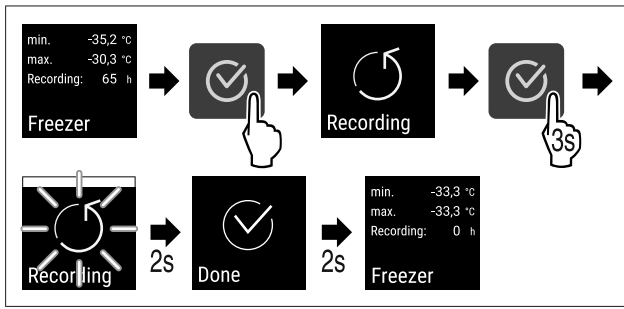 min. -35,2 °C
max. -30,3 °C
Recording: 65 h
Freezer
Recording
3s
Recording
2s
Done
2s
min. -33,3 °C
max. -33,3 °C
Recording: 0 h
Freezer